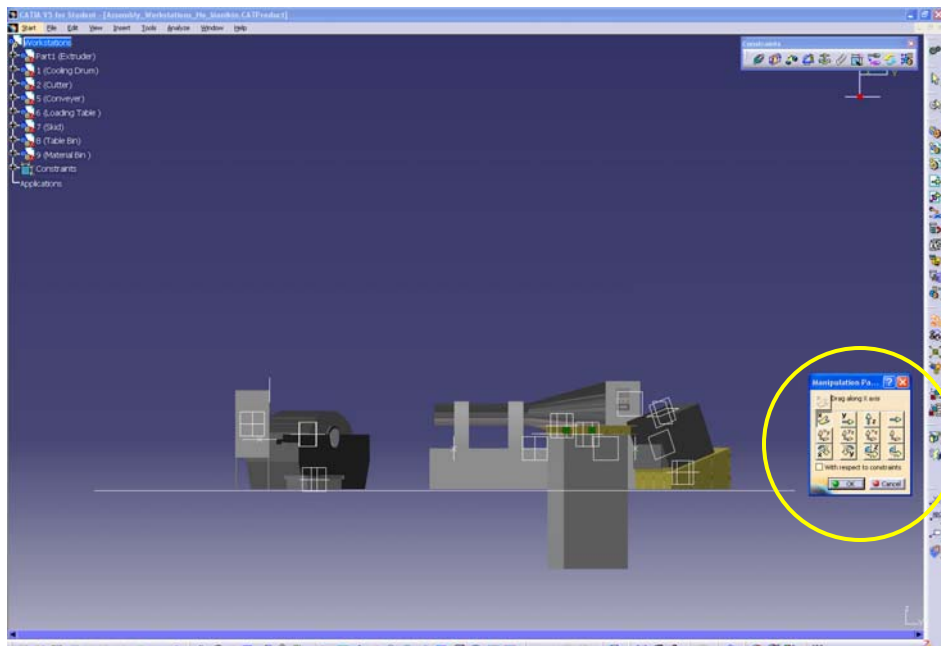 CATIA V5 for Student - [Assembly_Workstations_No_Manikin.CATProduct]
Start File Edit View Insert Tools Analyze Window Help
Workstations
Part1 (Extruder)
1 (Cooling Drum)
2 (Cutter)
5 (Conveyer)
6 (Loading Table )
7 (Skid)
8 (Table Bin)
9 (Material Bin )
Constraints
Applications
Constraints
y
Manipulation Pa...
Drag along X axis
With respect to constraints
OK Cancel